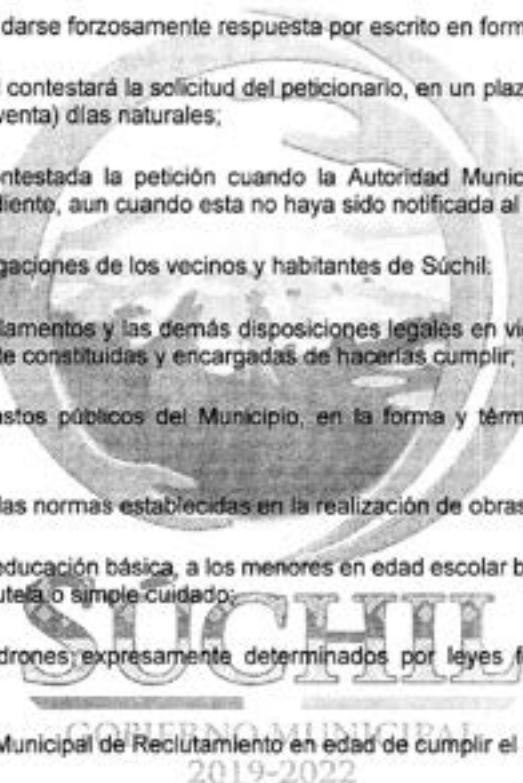 darse forzosamente respuesta por escrito en form
contestará la solicitud del peticionario, en un plaz
venta) días naturales;
ntestada la petición cuando la Autoridad Munic
diente, aun cuando esta no haya sido notificada al
gaciones de los vecinos y habitantes de Súchil:
lamentos y las demás disposiciones legales en vi
te constituidas y encargadas de hacerlas cumplir;
astos públicos del Municipio, en la forma y térm
las normas establecidas en la realización de obras
educación básica, a los menores en edad escolar b
utela o simple cuidado;
SÚCHIL
drones expresamente determinados por leyes f
GOBIERNO MUNICIPAL
Municipal de Reclutamiento en edad de cumplir el
2019-2022